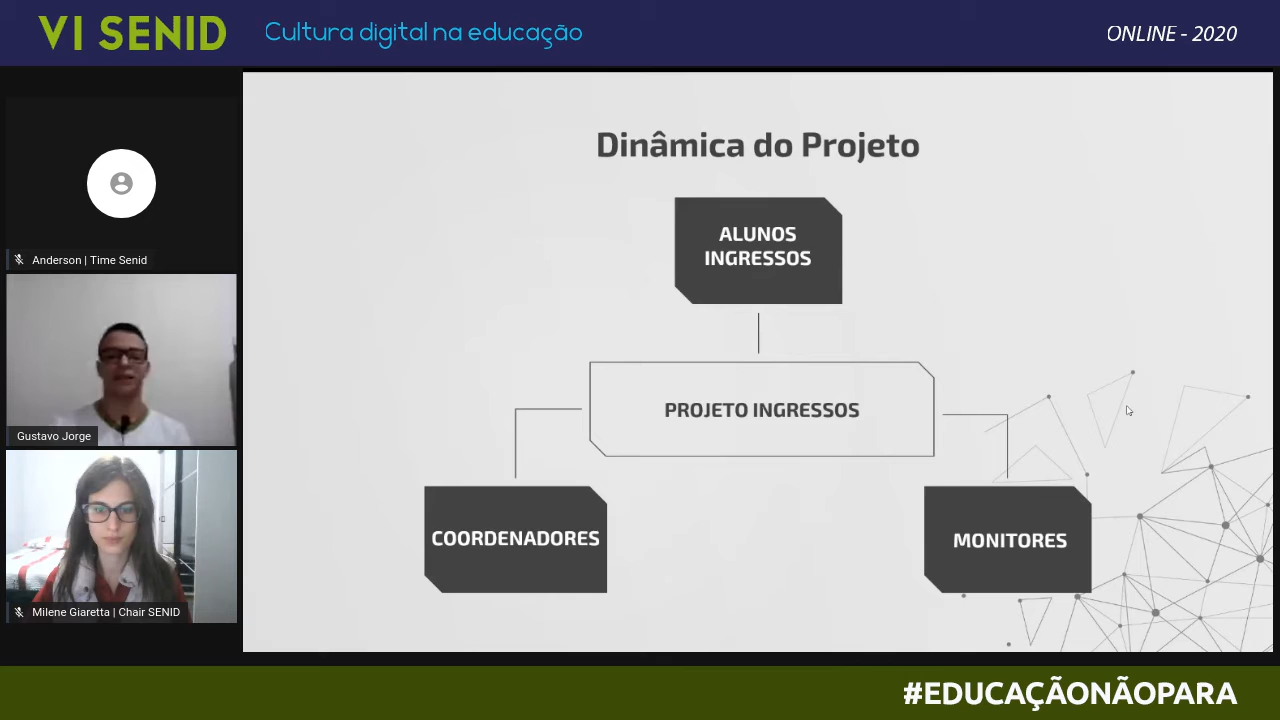 VI SENID
Cultura digital na educação
ONLINE - 2020
Anderson | Time Senid
Gustavo Jorge
Milene Giaretta | Chair SENID
Dinâmica do Projeto
ALUNOS
INGRESSOS
PROJETO INGRESSOS
COORDENADORES
MONITORES
#EDUCAÇÃONÃOPARA